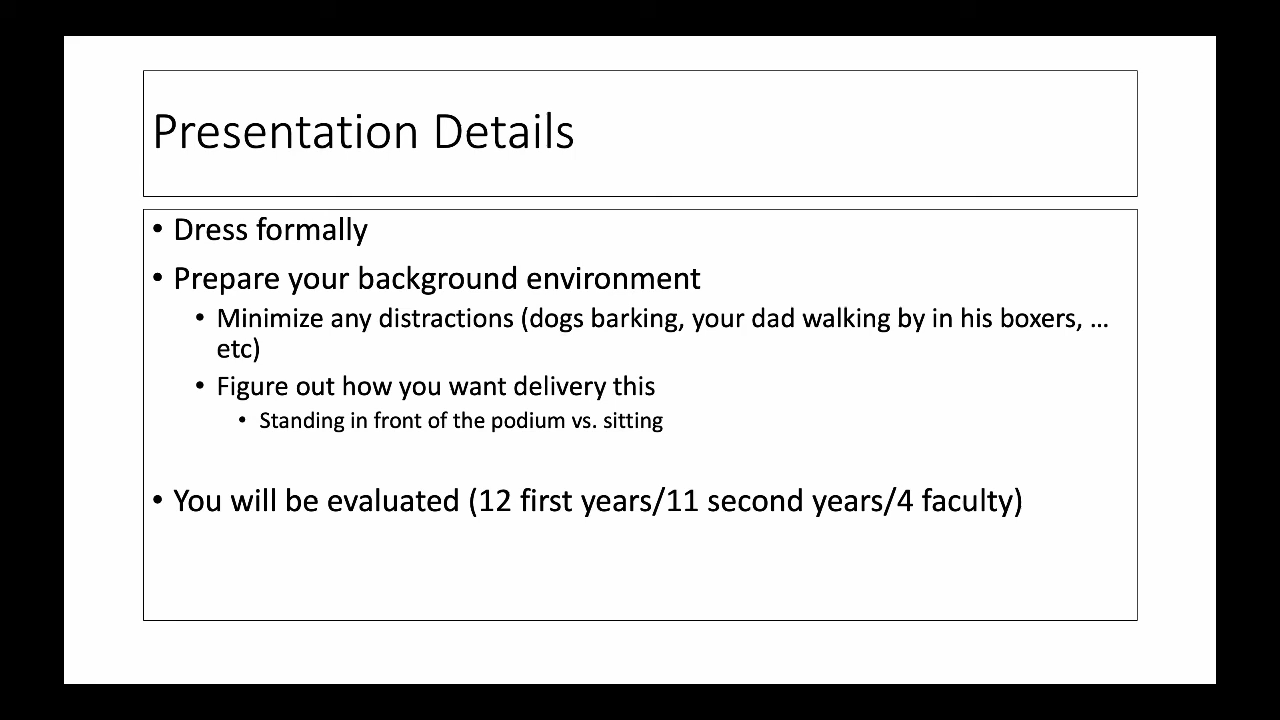 Presentation Details
• Dress formally
• Prepare your background environment
• Minimize any distractions (dogs barking, your dad walking by in his boxers, …
etc)
• Figure out how you want delivery this
• Standing in front of the podium vs. sitting
• You will be evaluated (12 first years/11 second years/4 faculty)